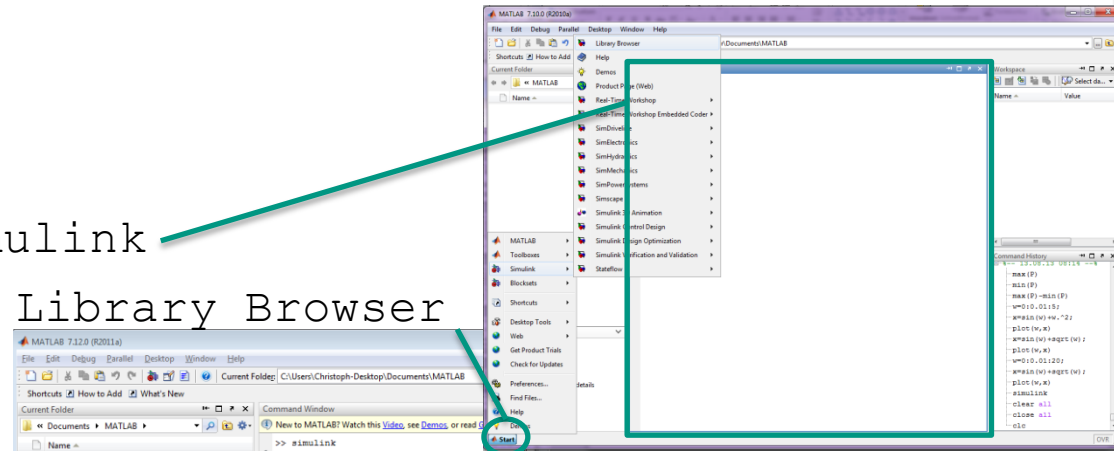 ulink
Library Browser
MATLAB 7.10.0 (R2010a)
File Edit Debug Parallel Desktop Window Help
Shortcuts How to Add
Current Folder
« MATLAB
Name
Library Browser
Help
Demos
Product Page (Web)
Real-Time Workshop
Real-Time Workshop Embedded Coder
SimDriveline
SimElectronics
SimHydraulics
SimMechanics
SimPowerSystems
Simscape
Simulink 3D Animation
Simulink Control Design
Simulink Design Optimization
Simulink Verification and Validation
Stateflow
\Documents\MATLAB
Workspace
Select da...
Name Value
MATLAB
Toolboxes
Simulink
Blocksets
Shortcuts
Desktop Tools
Web
Get Product Trials
Check for Updates
Preferences...
Find Files...
Help
Demos
Start
details
Command History
max(P)
min(P)
max(P)-min(P)
w=0:0.01:5;
x=sin(w)+w.^2;
plot(w,x)
x=sin(w)+sqrt(w);
plot(w,x)
w=0:0.01:20;
x=sin(w)+sqrt(w);
plot(w,x)
simulink
clear all
close all
clc
OVR
MATLAB 7.12.0 (R2011a)
File Edit Debug Parallel Desktop Window Help
Current Folder: C:\Users\Christoph-Desktop\Documents\MATLAB
Shortcuts How to Add What's New
Current Folder
« Documents MATLAB
Name
Command Window
New to MATLAB? Watch this Video, see Demos, or read G
>> simulink